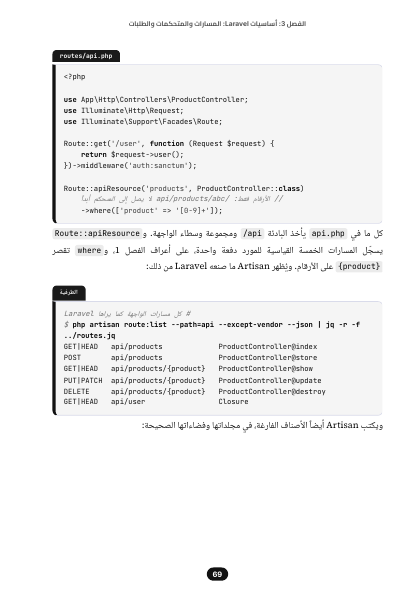 الفصل 3: أساسيات Laravel: المسارات والمتحكمات والطلبات
routes/api.php
<?php
use App\Http\Controllers\ProductController;
use Illuminate\Http\Request;
use Illuminate\Support\Facades\Route;
Route::get('/user', function (Request $request) {
return $request->user();
})->middleware('auth:sanctum');
Route::apiResource('products', ProductController::class)
// الأرقام فقط: api/products/abc/ لا يصل إلى المتحكم أبداً
->where(['product' => '[0-9]+']);
كل ما في api.php يأخذ البادئة /api ومجموعة وسطاء الواجهة. و Route::apiResource
يسجّل المسارات الخمسة القياسية للمورد دفعة واحدة، على أعراف الفصل 1، و where تقصر
{product} على الأرقام. ويُظهر Artisan ما صنعه Laravel من ذلك:
الطرفية
# كل مسارات الواجهة كما يراها Laravel
$ php artisan route:list --path=api --except-vendor --json | jq -r -f
../routes.jq
GET|HEAD api/products ProductController@index
POST api/products ProductController@store
GET|HEAD api/products/{product} ProductController@show
PUT|PATCH api/products/{product} ProductController@update
DELETE api/products/{product} ProductController@destroy
GET|HEAD api/user Closure
ويكتب Artisan أيضاً الأصناف الفارغة، في مجلداتها وفضاءاتها الصحيحة:
69